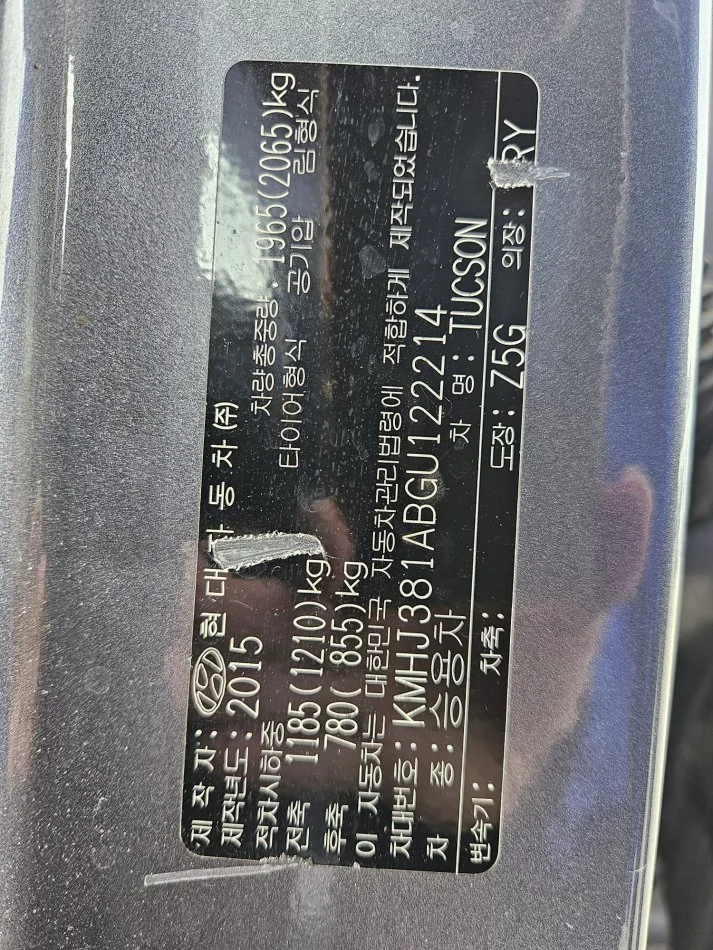 제 작 자: 현 대 자 동 차 (주)
제작년도: 2015
적차시하중 차량총중량: 1965(2065)kg
전축 1185(1210)kg 타이어형식 공기압 림형식
후축 780( 855)kg
이 자동차는 대한민국 자동차관리법령에 적합하게 제작되었습니다.
차대번호: KMHJ381ABGU122214
차 종: 승용차 차 명: TUCSON
변속기: 차축: 도장: Z5G 의장: RY